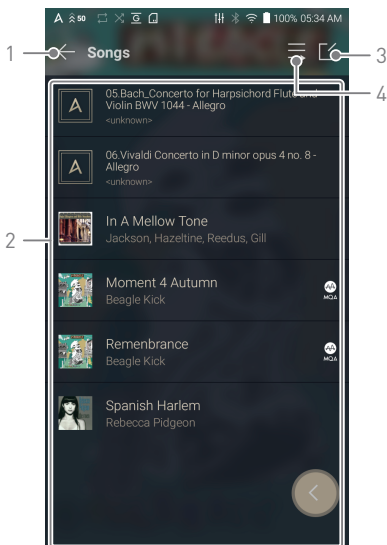 A 50 G 100% 05:34 AM
1 Songs 3
4
A 05.Bach_Concerto for Harpsichord Flute and
Violin BWV 1044 - Allegro
<unknown>
A 06.Vivaldi Concerto in D minor opus 4 no. 8 -
Allegro
<unknown>
2
In A Mellow Tone
Jackson, Hazeltine, Reedus, Gill
Moment 4 Autumn
Beagle Kick
MQA
Remenbrance
Beagle Kick
MQA
Spanish Harlem
Rebecca Pidgeon